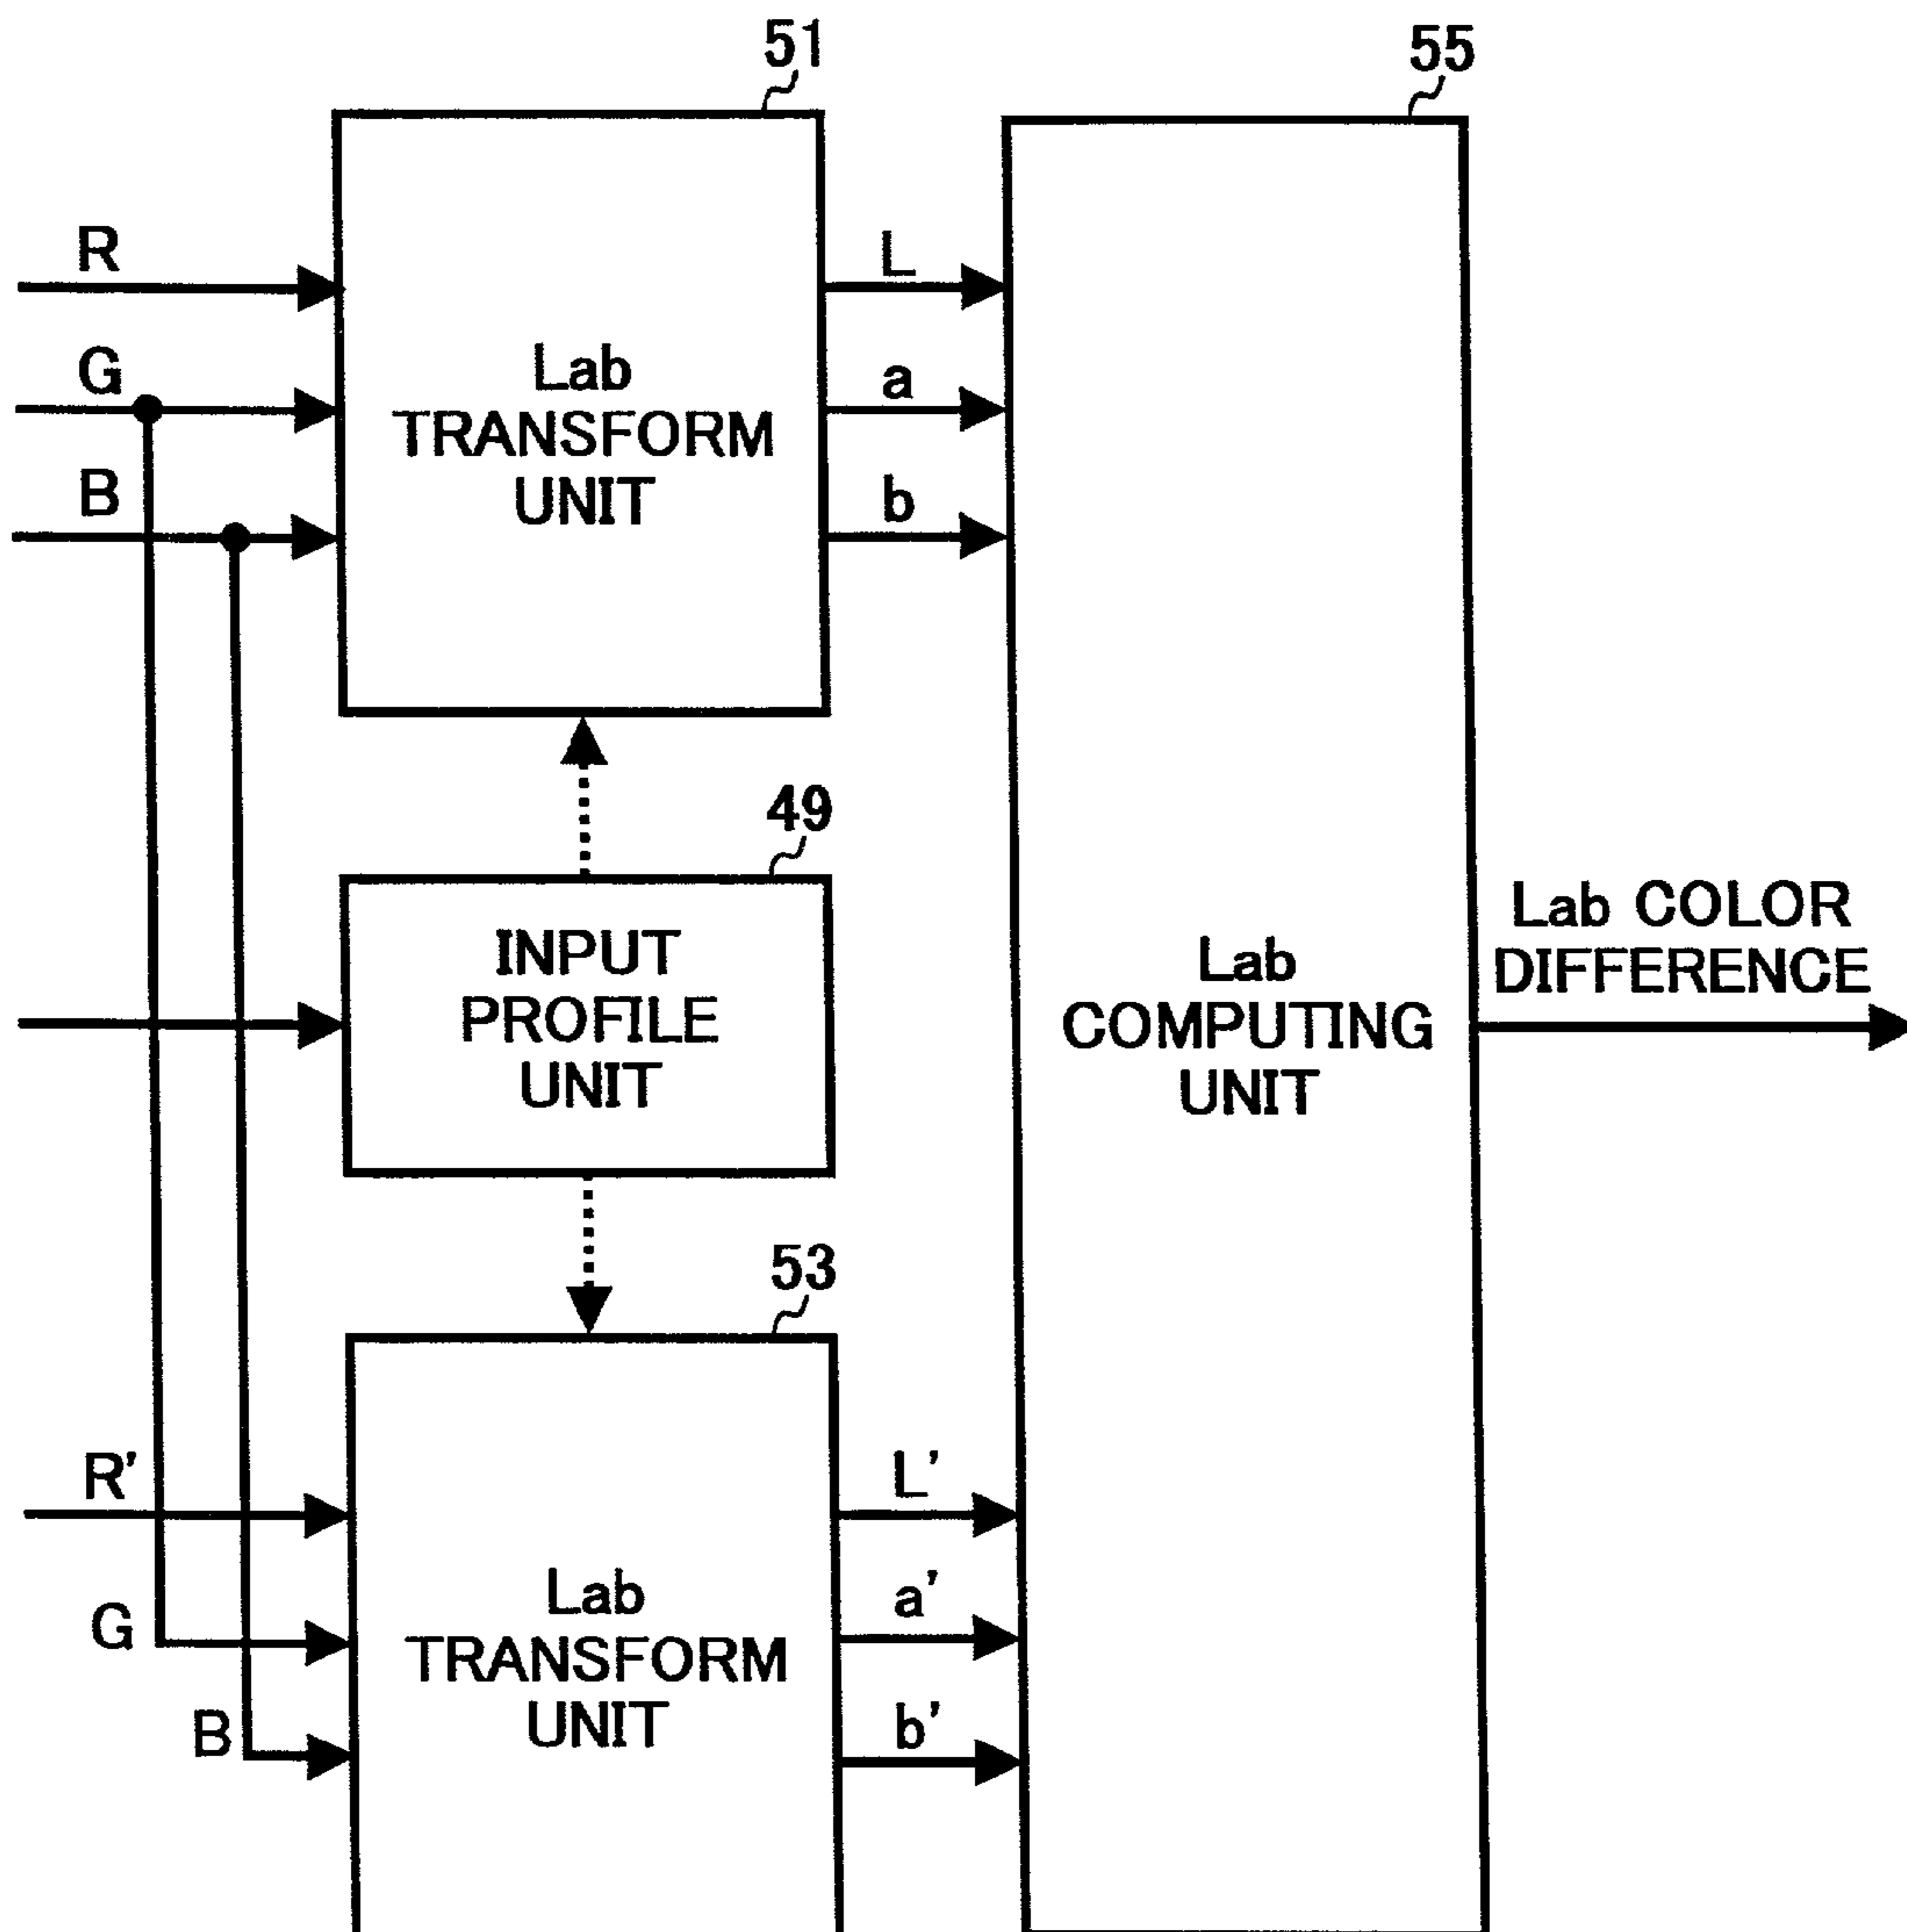 51
55
R
G
B
Lab
TRANSFORM
UNIT
L
a
b
49
INPUT
PROFILE
UNIT
Lab
COMPUTING
UNIT
Lab COLOR
DIFFERENCE
53
R'
G
B
Lab
TRANSFORM
UNIT
L'
a'
b'